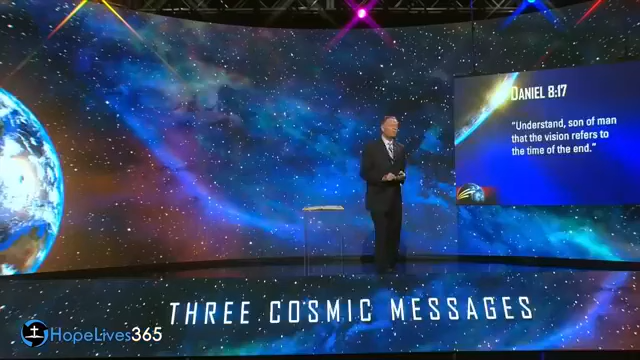 DANIEL 8:17
"Understand, son of man
that the vision refers to
the time of the end."
THREE COSMIC MESSAGES
HopeLives365